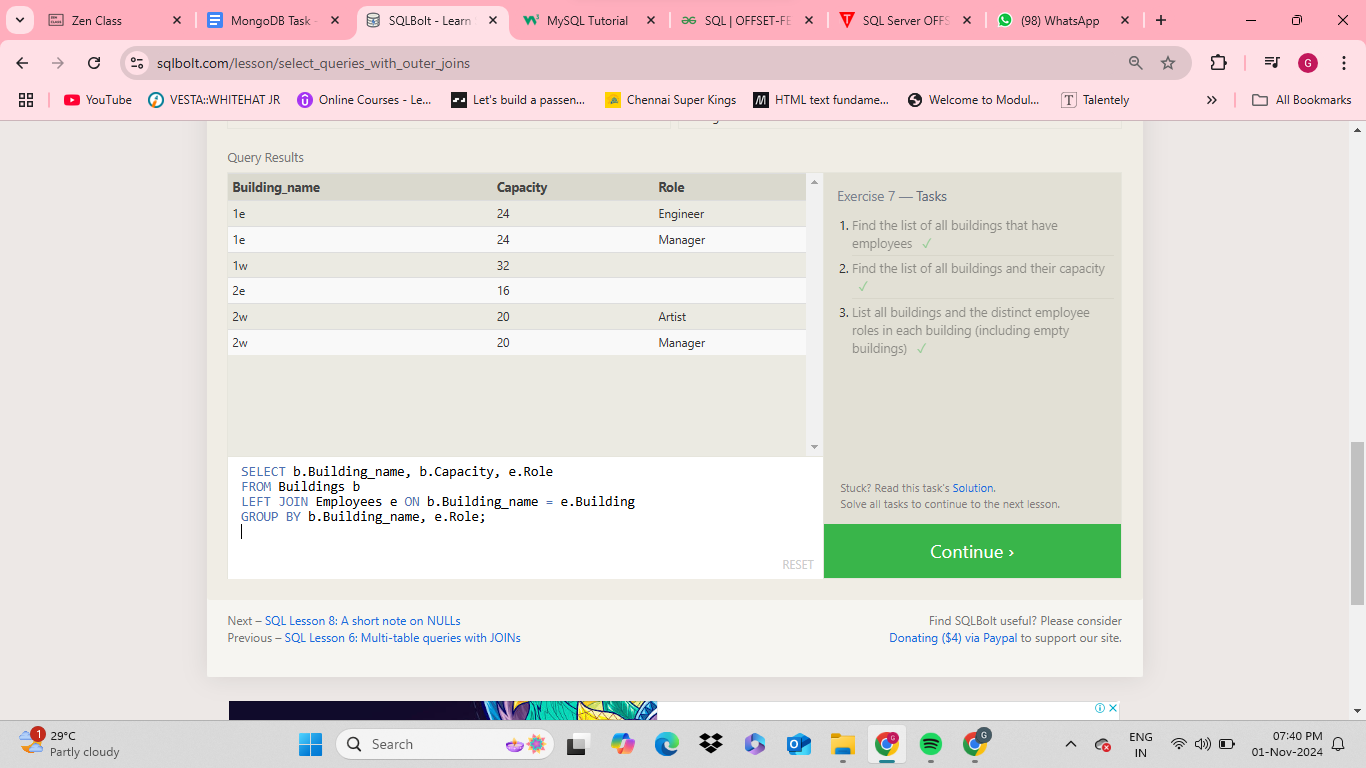 Zen Class
MongoDB Task -
SQLBolt - Learn
MySQL Tutorial
SQL | OFFSET-FE
SQL Server OFFS
(98) WhatsApp
sqlbolt.com/lesson/select_queries_with_outer_joins
G
YouTube
VESTA::WHITEHAT JR
Online Courses - Le...
Let's build a passen...
Chennai Super Kings
HTML text fundame...
Welcome to Modul...
Talentely
»
All Bookmarks
Query Results
Building_name Capacity Role
1e 24 Engineer
1e 24 Manager
1w 32
2e 16
2w 20 Artist
2w 20 Manager
Exercise 7 — Tasks
1. Find the list of all buildings that have
employees ✓
2. Find the list of all buildings and their capacity
✓
3. List all buildings and the distinct employee
roles in each building (including empty
buildings) ✓
Stuck? Read this task's Solution.
Solve all tasks to continue to the next lesson.
Continue ›
SELECT b.Building_name, b.Capacity, e.Role
FROM Buildings b
LEFT JOIN Employees e ON b.Building_name = e.Building
GROUP BY b.Building_name, e.Role;
RESET
Next – SQL Lesson 8: A short note on NULLs
Previous – SQL Lesson 6: Multi-table queries with JOINs
Find SQLBolt useful? Please consider
Donating ($4) via Paypal to support our site.
1
29°C
Partly cloudy
Search
G
G
ENG
IN
07:40 PM
01-Nov-2024